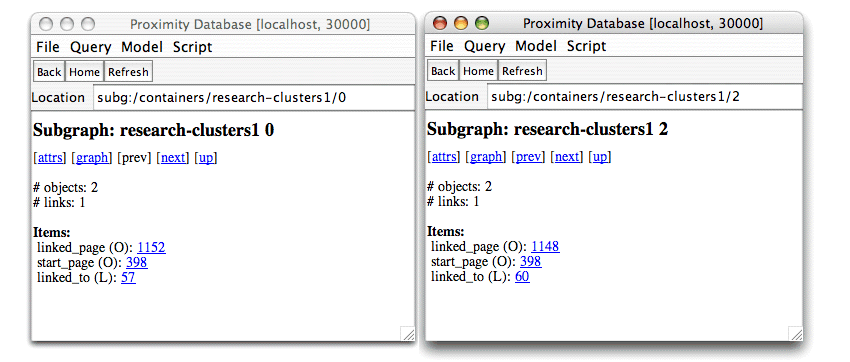 Proximity Database [localhost, 30000]
File Query Model Script
Back Home Refresh
Location subg:/containers/research-clusters1/0
Subgraph: research-clusters1 0
[attrs] [graph] [prev] [next] [up]
# objects: 2
# links: 1
Items:
linked_page (O): 1152
start_page (O): 398
linked_to (L): 57
Proximity Database [localhost, 30000]
File Query Model Script
Back Home Refresh
Location subg:/containers/research-clusters1/2
Subgraph: research-clusters1 2
[attrs] [graph] [prev] [next] [up]
# objects: 2
# links: 1
Items:
linked_page (O): 1148
start_page (O): 398
linked_to (L): 60